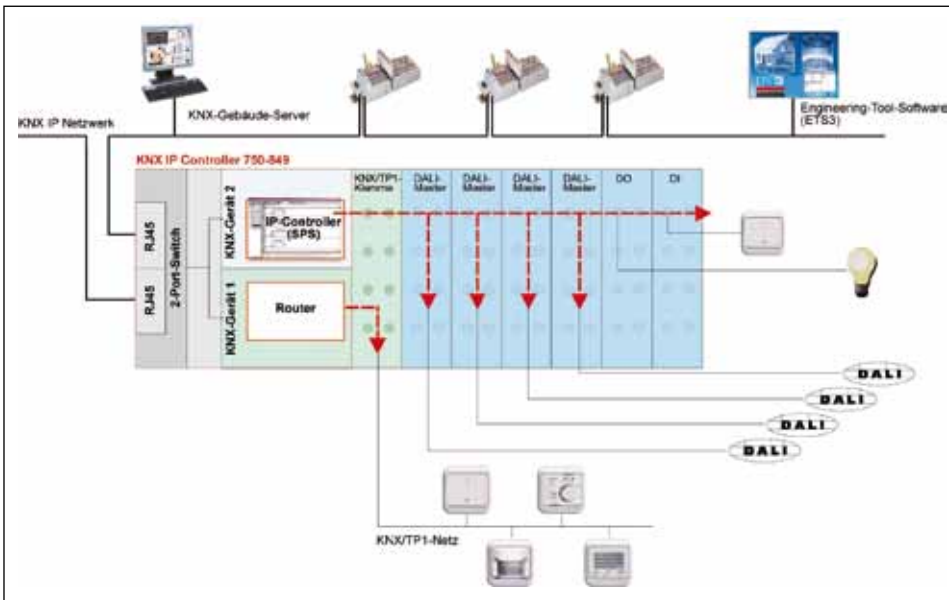 KNX-Gebäude-Server
Engineering-Tool-Software
(ETS3)
KNX IP Netzwerk
KNX IP Controller 750-849
RJ45
RJ45
2-Port-Switch
KNX-Gerät 2
KNX-Gerät 1
IP-Controller
(SPS)
Router
KNX/TP1-
Klemme
DALI-
Master
DALI-
Master
DALI-
Master
DALI-
Master
DO
DI
DALI
DALI
DALI
DALI
KNX/TP1-Netz